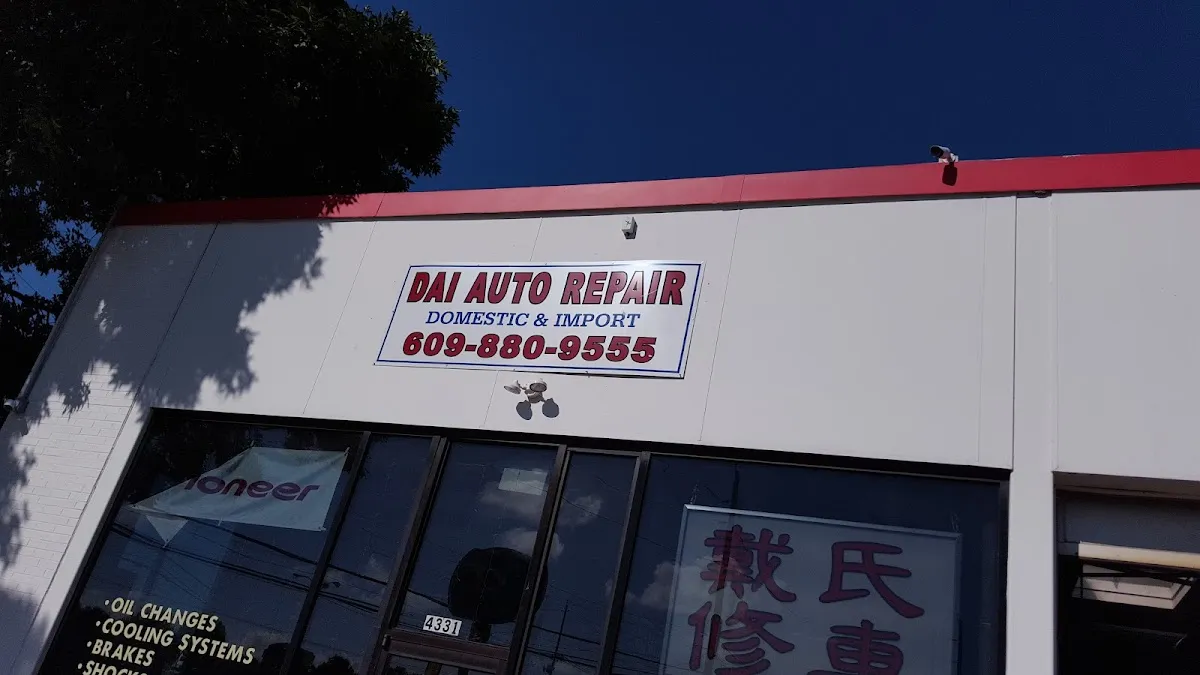 DAI AUTO REPAIR
DOMESTIC & IMPORT
609-880-9555
ioneer
4331
• OIL CHANGES
• COOLING SYSTEMS
• BRAKES
戴氏
修車